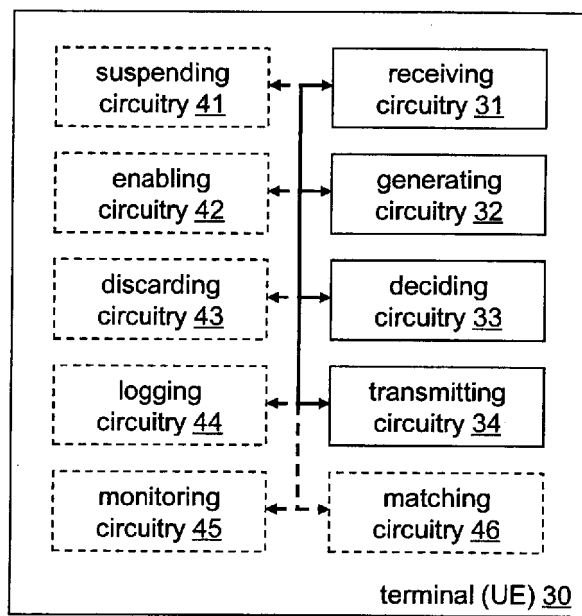 suspending
circuitry 41
receiving
circuitry 31
enabling
circuitry 42
generating
circuitry 32
discarding
circuitry 43
deciding
circuitry 33
logging
circuitry 44
transmitting
circuitry 34
monitoring
circuitry 45
matching
circuitry 46
terminal (UE) 30